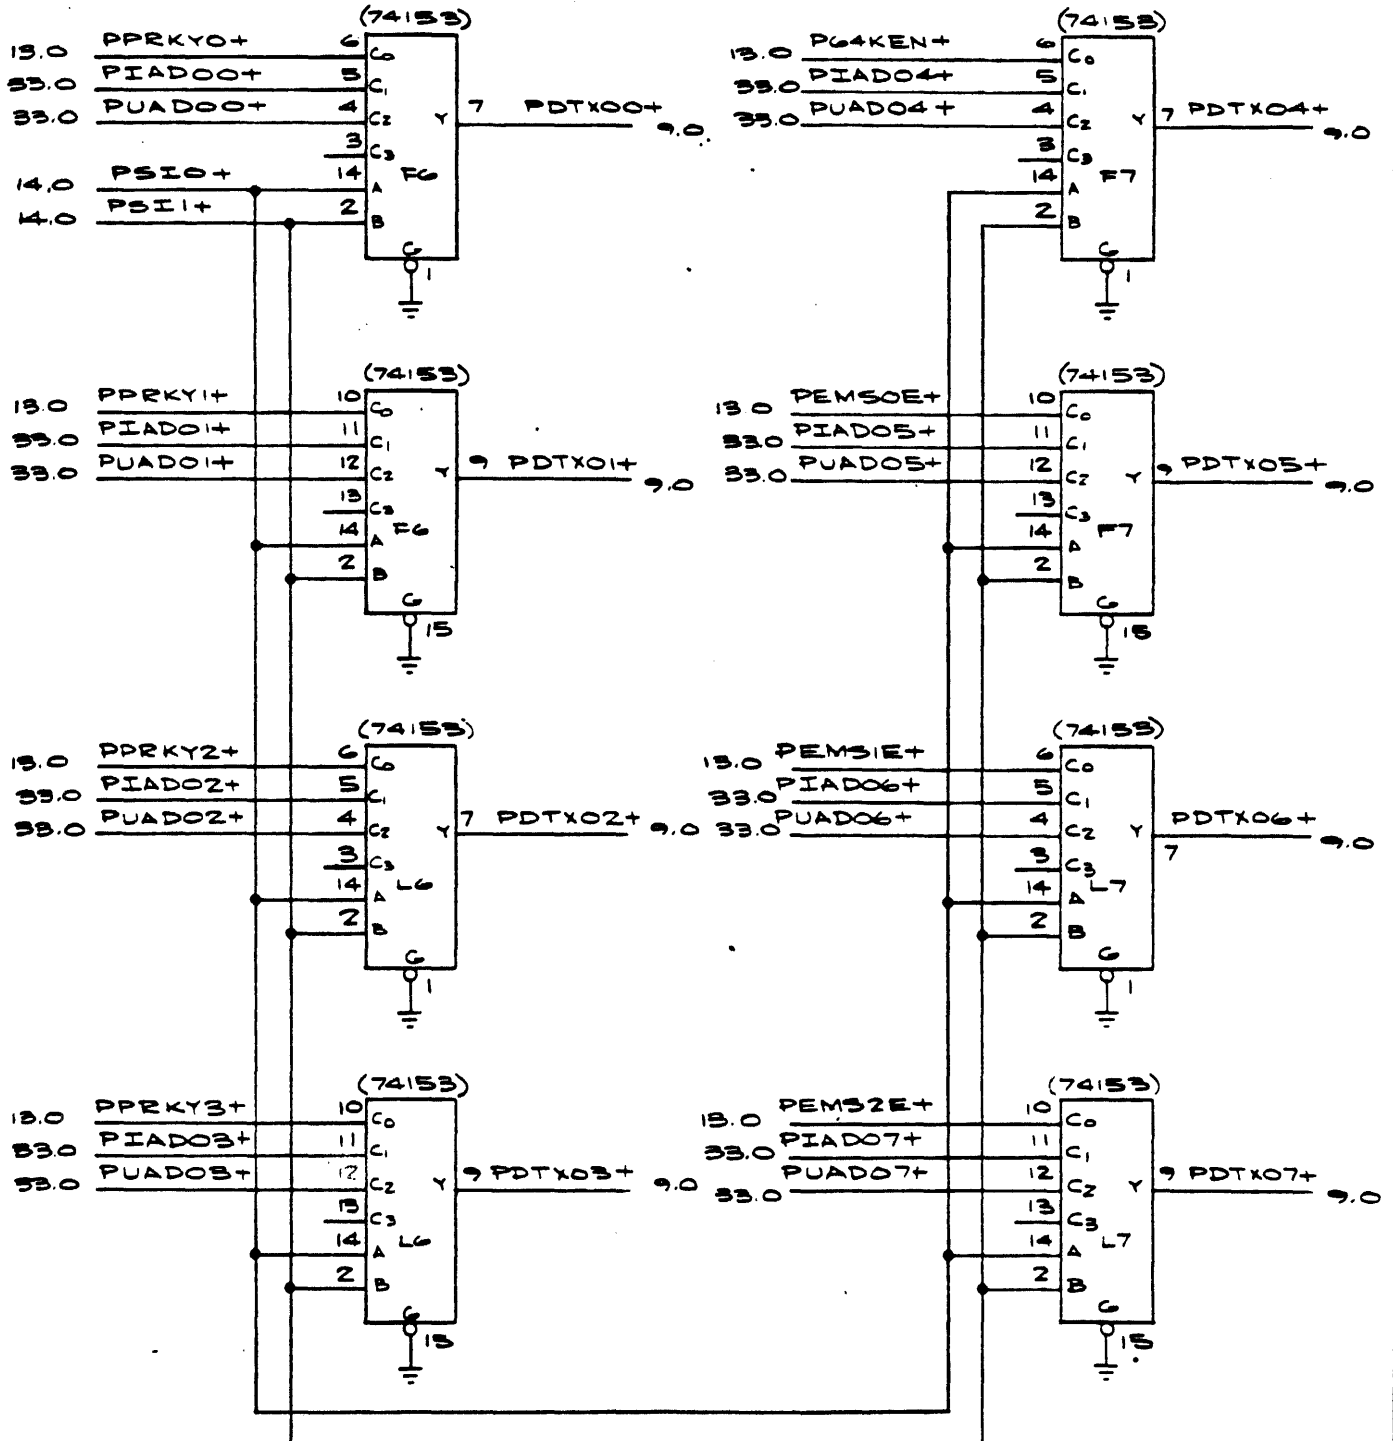 (74153)
13.0 PPRKY0+ 6 C0
33.0 PIAD00+ 5 C1
33.0 PUAD00+ 4 C2 Y 7 PDTX00+ 9.0
3 C3
F6
14.0 PSI0+ 14 A
14.0 PSI1+ 2 B
G 1
(74153)
13.0 PPRKY1+ 10 C0
33.0 PIAD01+ 11 C1
33.0 PUAD01+ 12 C2 Y 9 PDTX01+ 9.0
13 C3
F6
14 A
2 B
G 15
(74153)
13.0 PPRKY2+ 6 C0
33.0 PIAD02+ 5 C1
33.0 PUAD02+ 4 C2 Y 7 PDTX02+ 9.0
3 C3
L6
14 A
2 B
G 1
(74153)
13.0 PPRKY3+ 10 C0
33.0 PIAD03+ 11 C1
33.0 PUAD03+ 12 C2 Y 9 PDTX03+ 9.0
13 C3
L6
14 A
2 B
G 15
(74153)
13.0 P64KEN+ 6 C0
33.0 PIAD04+ 5 C1
33.0 PUAD04+ 4 C2 Y 7 PDTX04+ 9.0
3 C3
F7
14 A
2 B
G 1
(74153)
13.0 PEMS0E+ 10 C0
33.0 PIAD05+ 11 C1
33.0 PUAD05+ 12 C2 Y 9 PDTX05+ 9.0
13 C3
F7
14 A
2 B
G 15
(74153)
13.0 PEMS1E+ 6 C0
33.0 PIAD06+ 5 C1
33.0 PUAD06+ 4 C2 Y 7 PDTX06+ 9.0
3 C3
L7
14 A
2 B
G 1
(74153)
13.0 PEMS2E+ 10 C0
33.0 PIAD07+ 11 C1
33.0 PUAD07+ 12 C2 Y 9 PDTX07+ 9.0
13 C3
L7
14 A
2 B
G 15